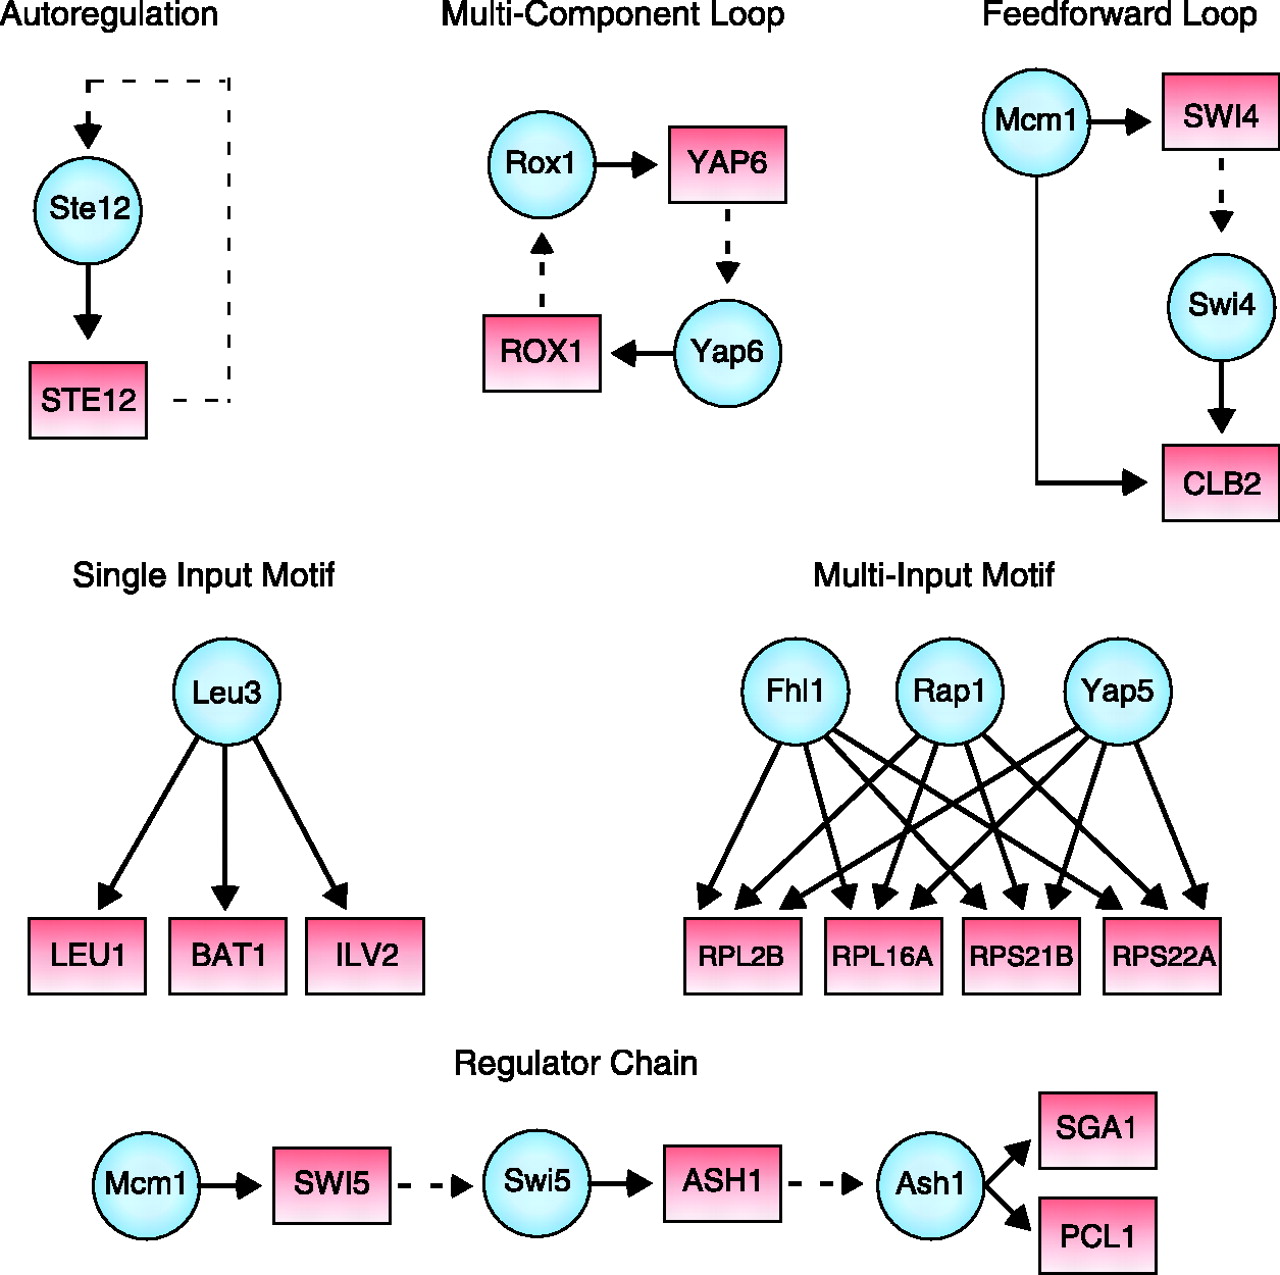 Autoregulation
Multi-Component Loop
Feedforward Loop
Ste12
STE12
Rox1
YAP6
ROX1
Yap6
Mcm1
SWI4
Swi4
CLB2
Single Input Motif
Multi-Input Motif
Leu3
LEU1
BAT1
ILV2
Fhl1
Rap1
Yap5
RPL2B
RPL16A
RPS21B
RPS22A
Regulator Chain
Mcm1
SWI5
Swi5
ASH1
Ash1
SGA1
PCL1